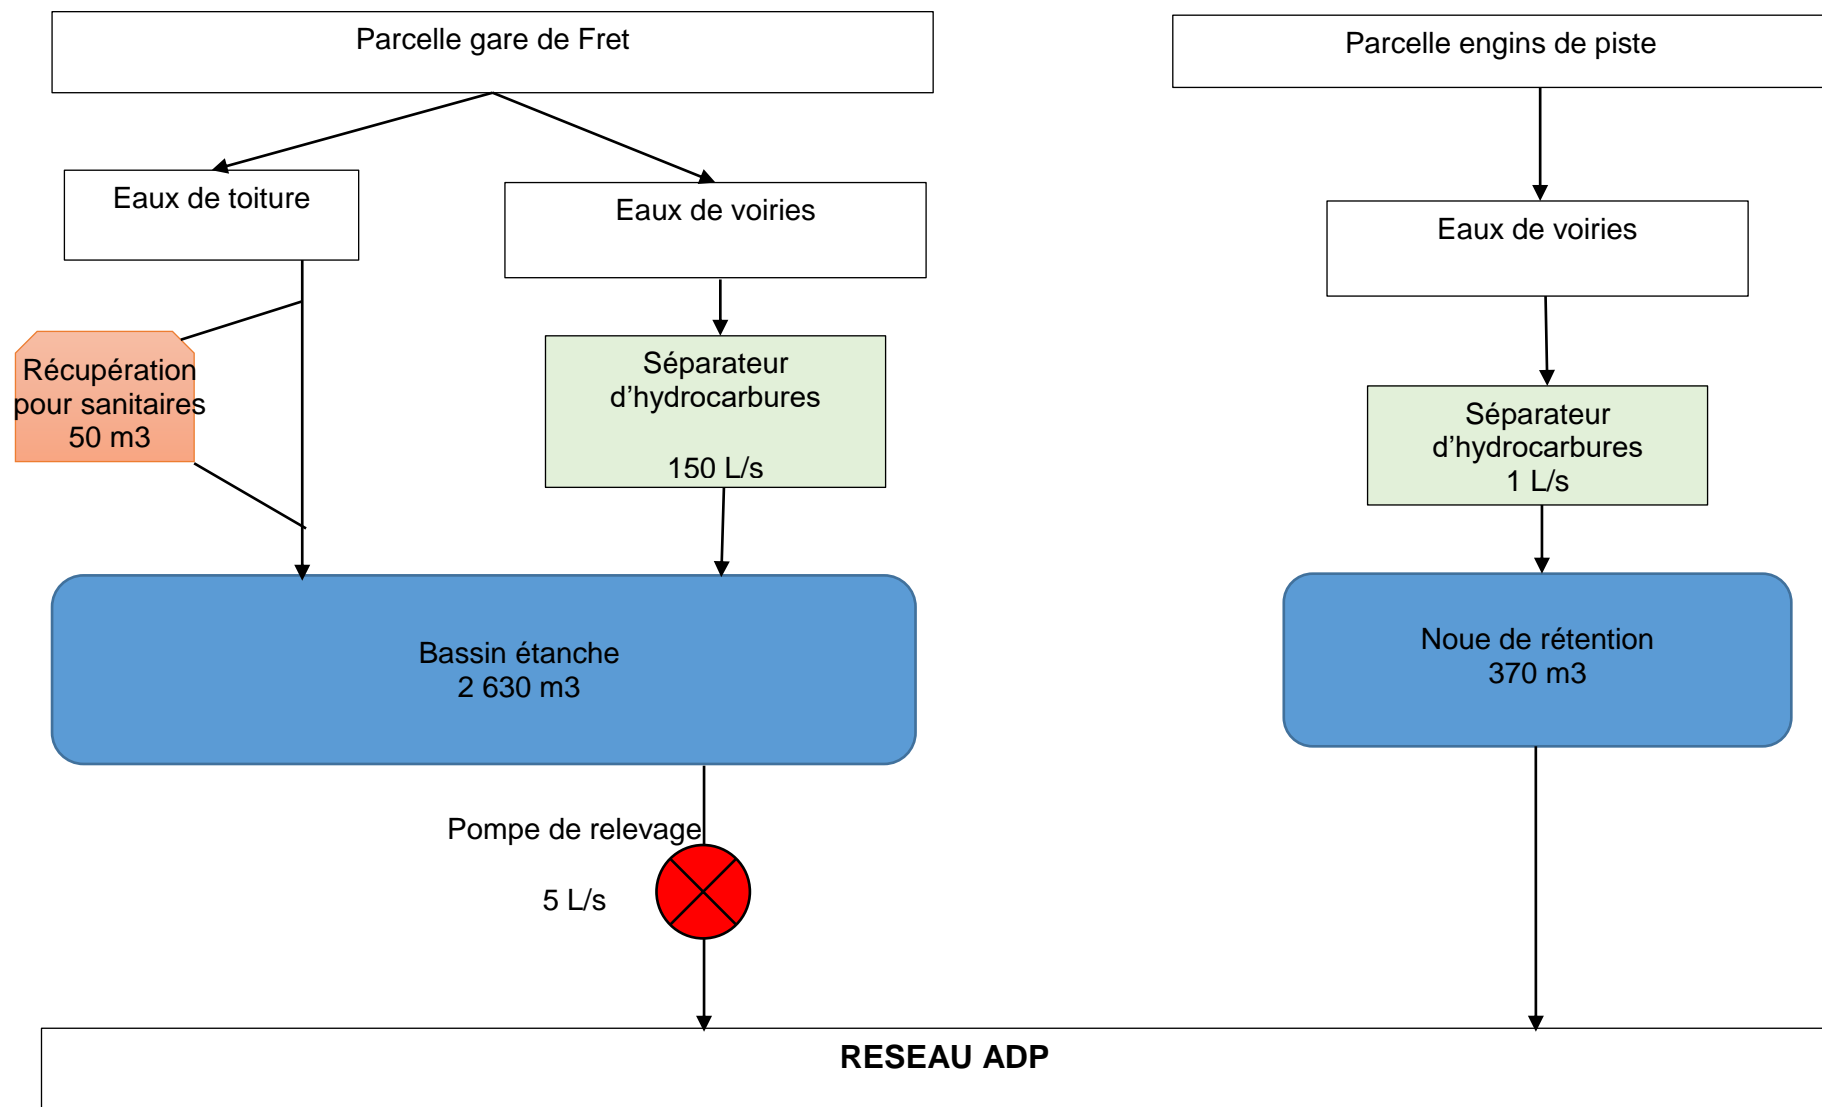 Parcelle gare de Fret
Parcelle engins de piste
Eaux de toiture
Eaux de voiries
Eaux de voiries
Récupération
pour sanitaires
50 m3
Séparateur
d’hydrocarbures
150 L/s
Séparateur
d’hydrocarbures
1 L/s
Bassin étanche
2 630 m3
Noue de rétention
370 m3
Pompe de relevage
5 L/s
RESEAU ADP